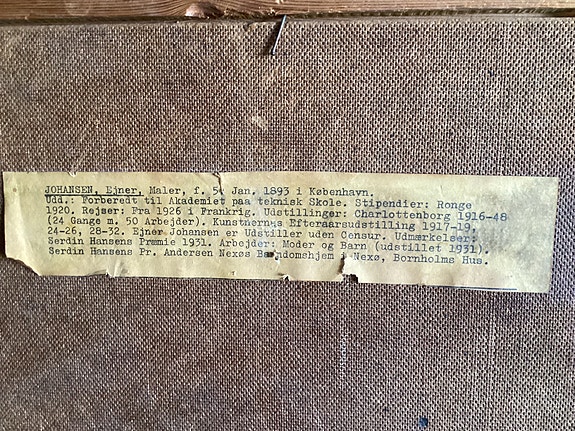 JOHANSEN, Ejner, Maler, f. 5. Jan. 1893 i København.
Udd.: Forberedt til Akademiet paa teknisk Skole. Stipendier: Ronge
1920. Rejser: Fra 1926 i Frankrig. Udstillinger: Charlottenborg 1916-48
(24 Gange m. 50 Arbejder). Kunstnernes Efteraarsudstilling 1917-19,
24-26, 28-32. Ejner Johansen er Udstiller uden Censur. Udmærkelser:
Serdin Hansens Præmie 1931. Arbejder: Moder og Barn (udstillet 1931).
Serdin Hansens Pr. Andersen Nexøs Barndomshjem i Nexø, Bornholms Hus.